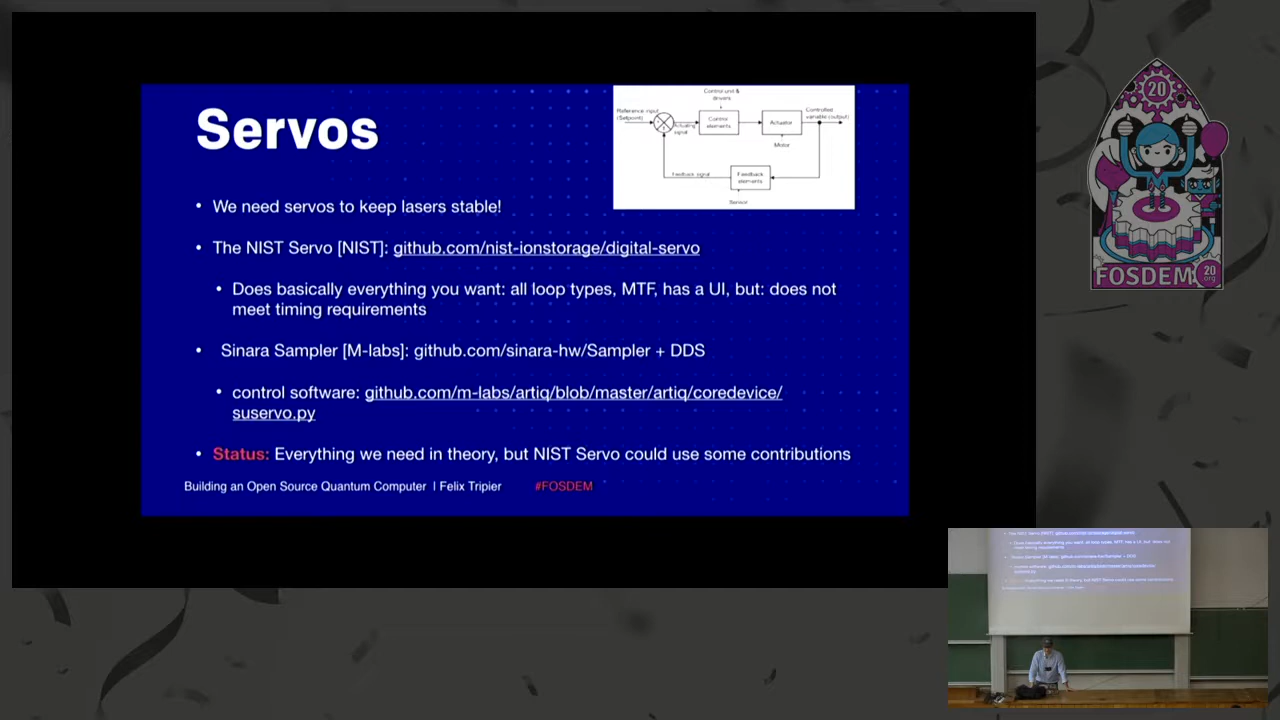 Servos
Control unit &
drivers
Reference input
(Setpoint)
Actuating
signal
Control
elements
Actuator
Controlled
variable (output)
Motor
Feedback signal
Feedback
elements
Sensor
• We need servos to keep lasers stable!
• The NIST Servo [NIST]: github.com/nist-ionstorage/digital-servo
• Does basically everything you want: all loop types, MTF, has a UI, but: does not
meet timing requirements
• Sinara Sampler [M-labs]: github.com/sinara-hw/Sampler + DDS
• control software: github.com/m-labs/artiq/blob/master/artiq/coredevice/
suservo.py
• Status: Everything we need in theory, but NIST Servo could use some contributions
Building an Open Source Quantum Computer | Felix Tripier #FOSDEM
20
FOSDEM
20
.org